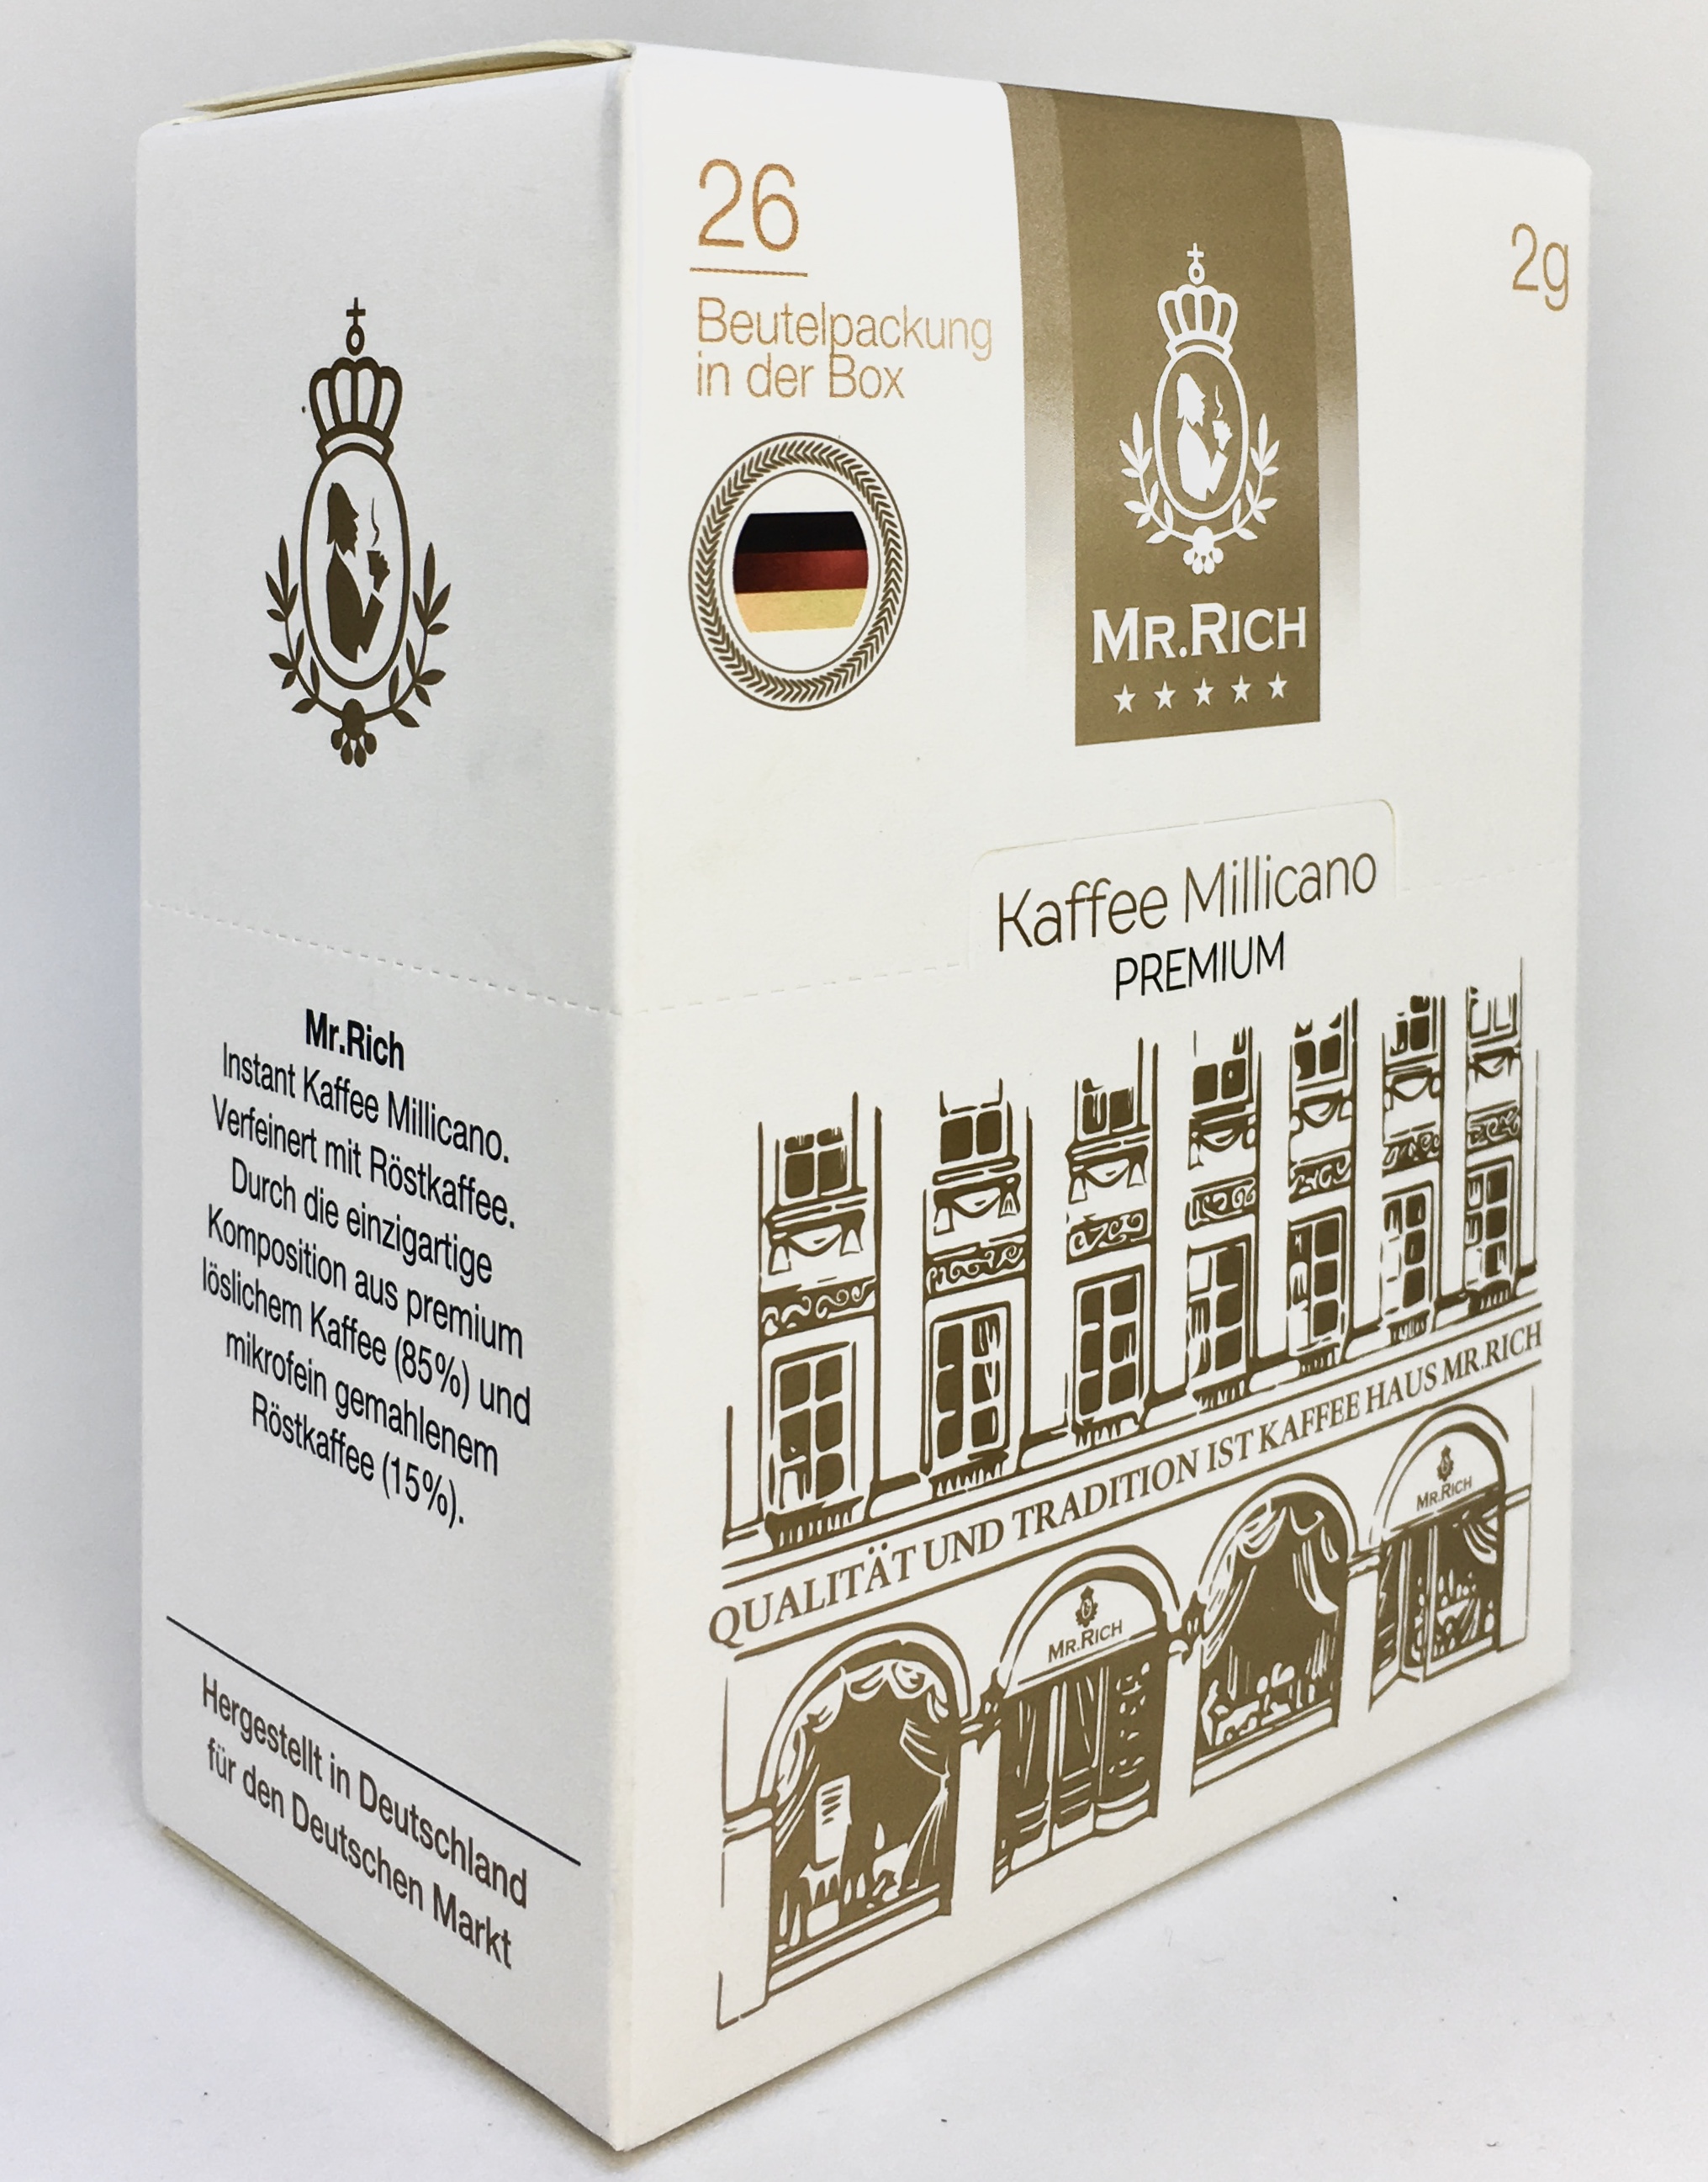 26
Beutelpackung
in der Box
2g
MR.RICH
Kaffee Millicano
PREMIUM
QUALITÄT UND TRADITION IST KAFFEE HAUS MR.RICH
MR.RICH
MR.RICH
Mr.Rich
Instant Kaffee Millicano.
Verfeinert mit Röstkaffee.
Durch die einzigartige
Komposition aus premium
löslichem Kaffee (85%) und
mikrofein gemahlenem
Röstkaffee (15%).
Hergestellt in Deutschland
für den Deutschen Markt